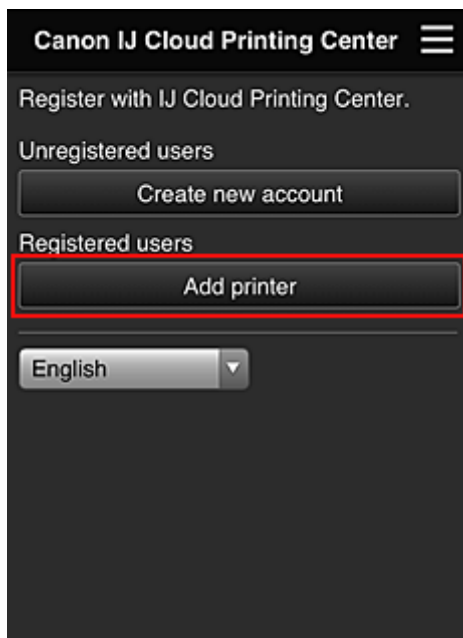 Canon IJ Cloud Printing Center
Register with IJ Cloud Printing Center.
Unregistered users
Create new account
Registered users
Add printer
English